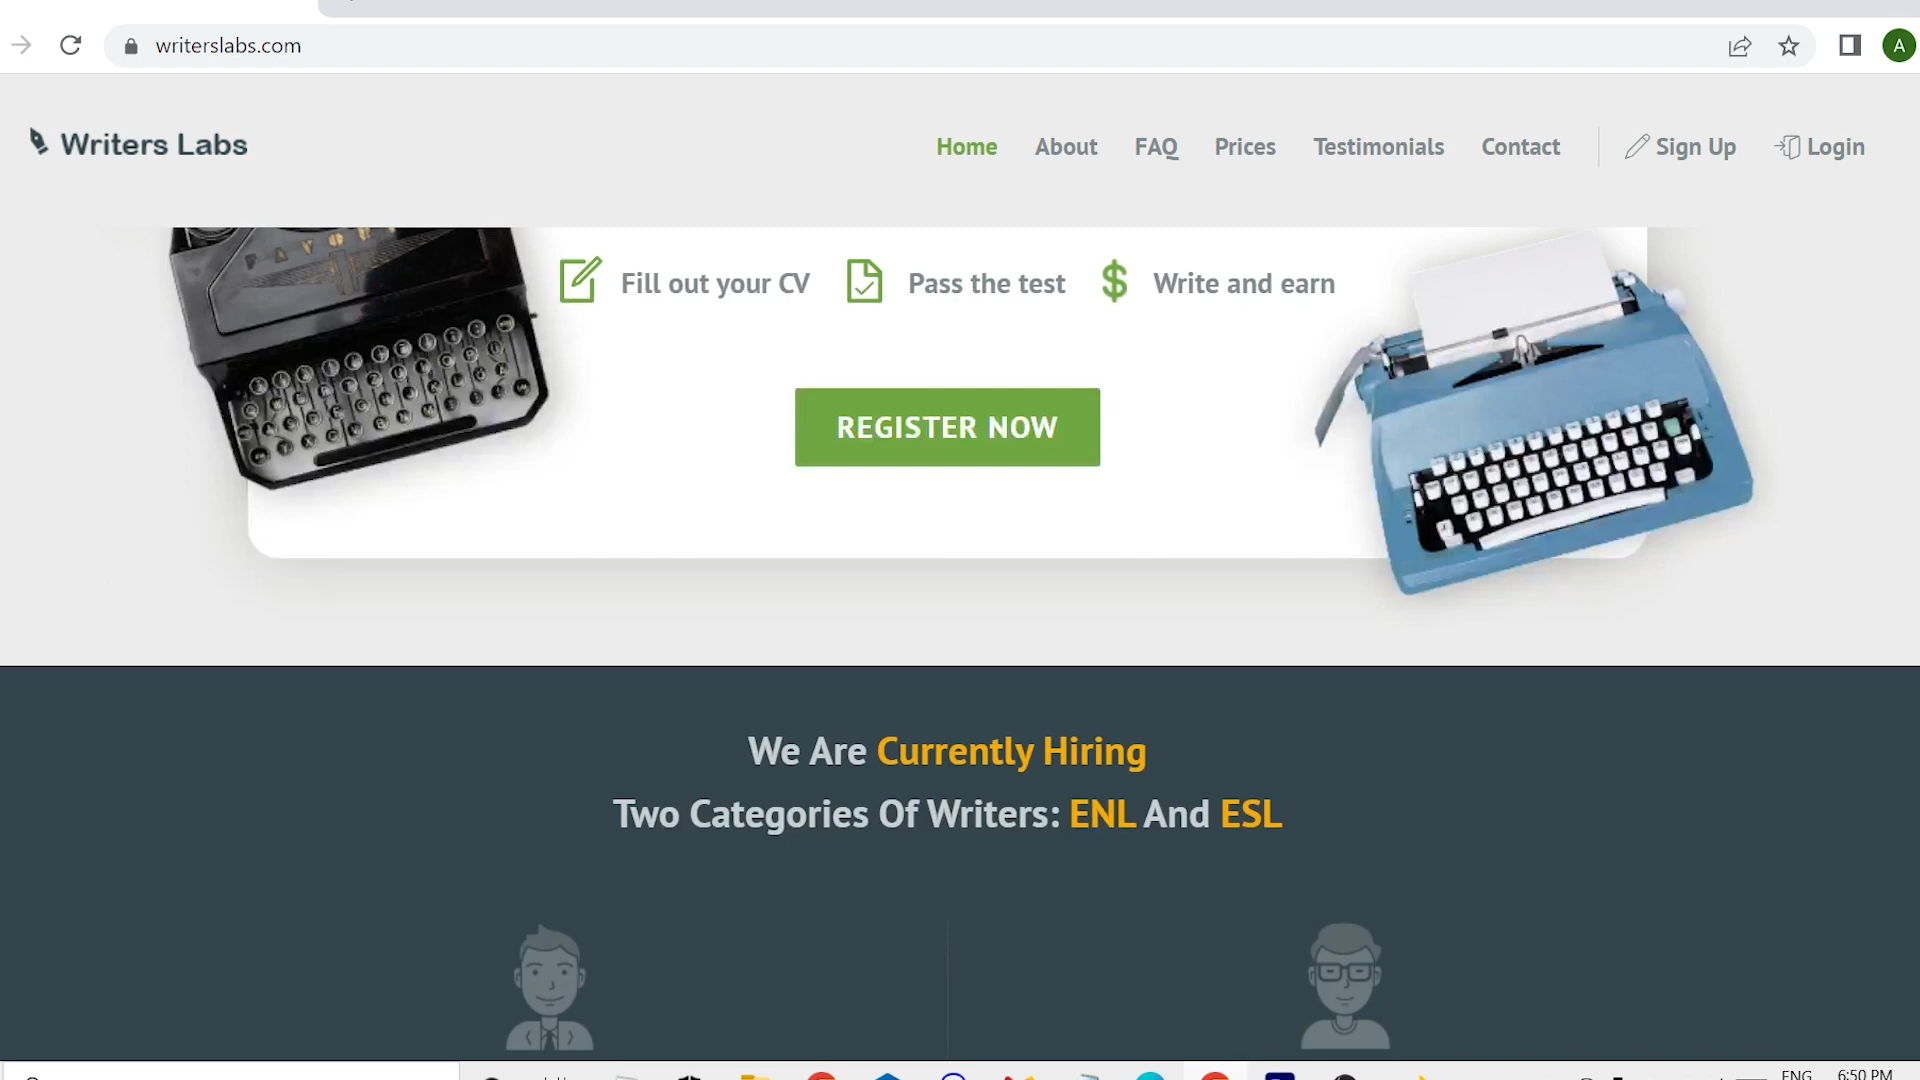 writerslabs.com
A
Writers Labs
Home About FAQ Prices Testimonials Contact Sign Up Login
Fill out your CV Pass the test Write and earn
REGISTER NOW
We Are Currently Hiring
Two Categories Of Writers: ENL And ESL
ENG 6:50 PM